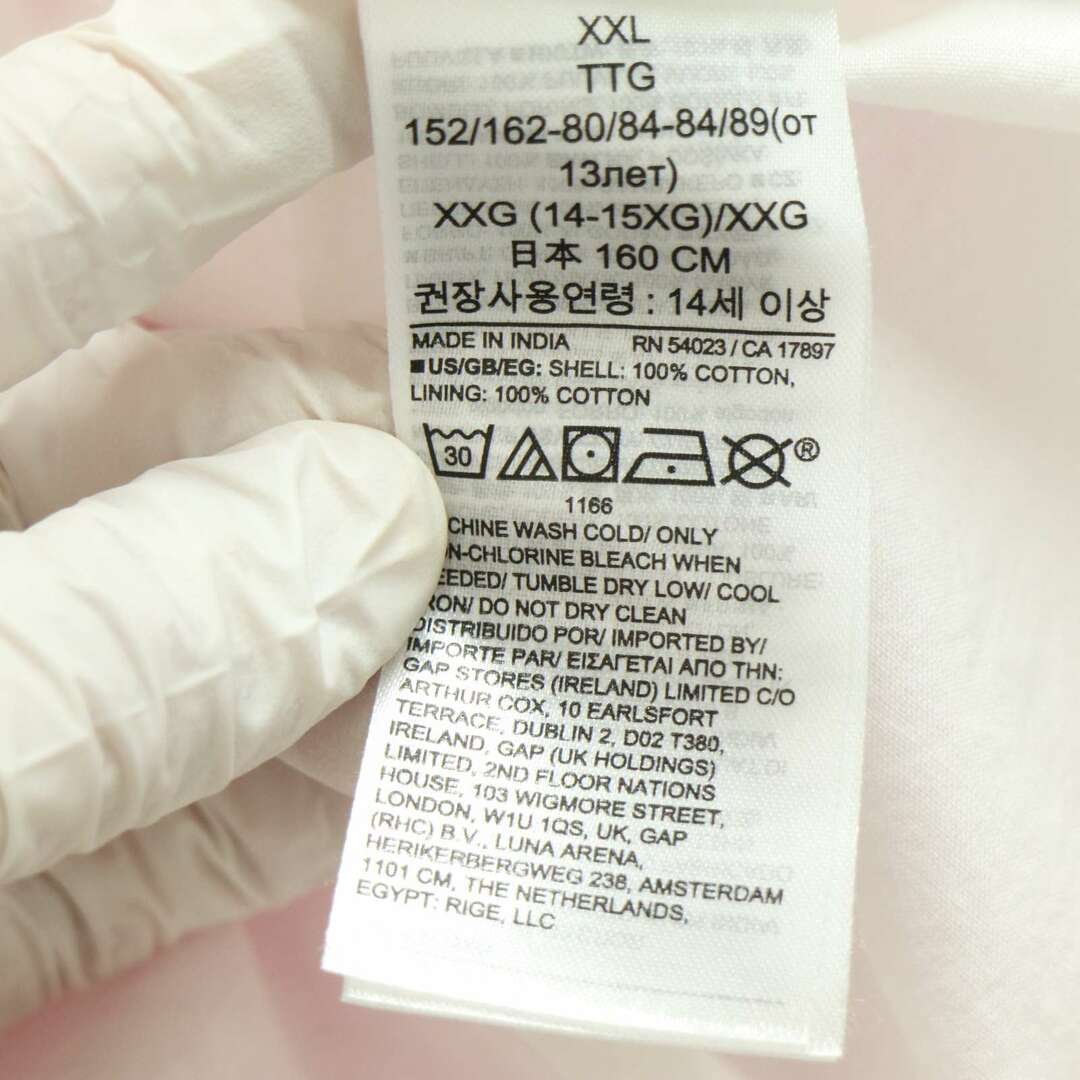 XXL
TTG
152/162-80/84-84/89(от
13лет)
XXG (14-15XG)/XXG
日本 160 CM
권장사용연령 : 14세 이상
MADE IN INDIA RN 54023 / CA 17897
■US/GB/EG: SHELL: 100% COTTON,
LINING: 100% COTTON
30 ®
1166
CHINE WASH COLD/ ONLY
N-CHLORINE BLEACH WHEN
EEDED/ TUMBLE DRY LOW/ COOL
RON/ DO NOT DRY CLEAN
DISTRIBUIDO POR/ IMPORTED BY/
IMPORTE PAR/ ΕΙΣΑΓΕΤΑΙ ΑΠΟ ΤΗΝ:
GAP STORES (IRELAND) LIMITED C/O
ARTHUR COX, 10 EARLSFORT
TERRACE, DUBLIN 2, D02 T380,
IRELAND, GAP (UK HOLDINGS)
LIMITED, 2ND FLOOR NATIONS
HOUSE, 103 WIGMORE STREET,
LONDON, W1U 1QS, UK, GAP
(RHC) B.V., LUNA ARENA,
HERIKERBERGWEG 238, AMSTERDAM
1101 CM, THE NETHERLANDS,
EGYPT: RIGE, LLC